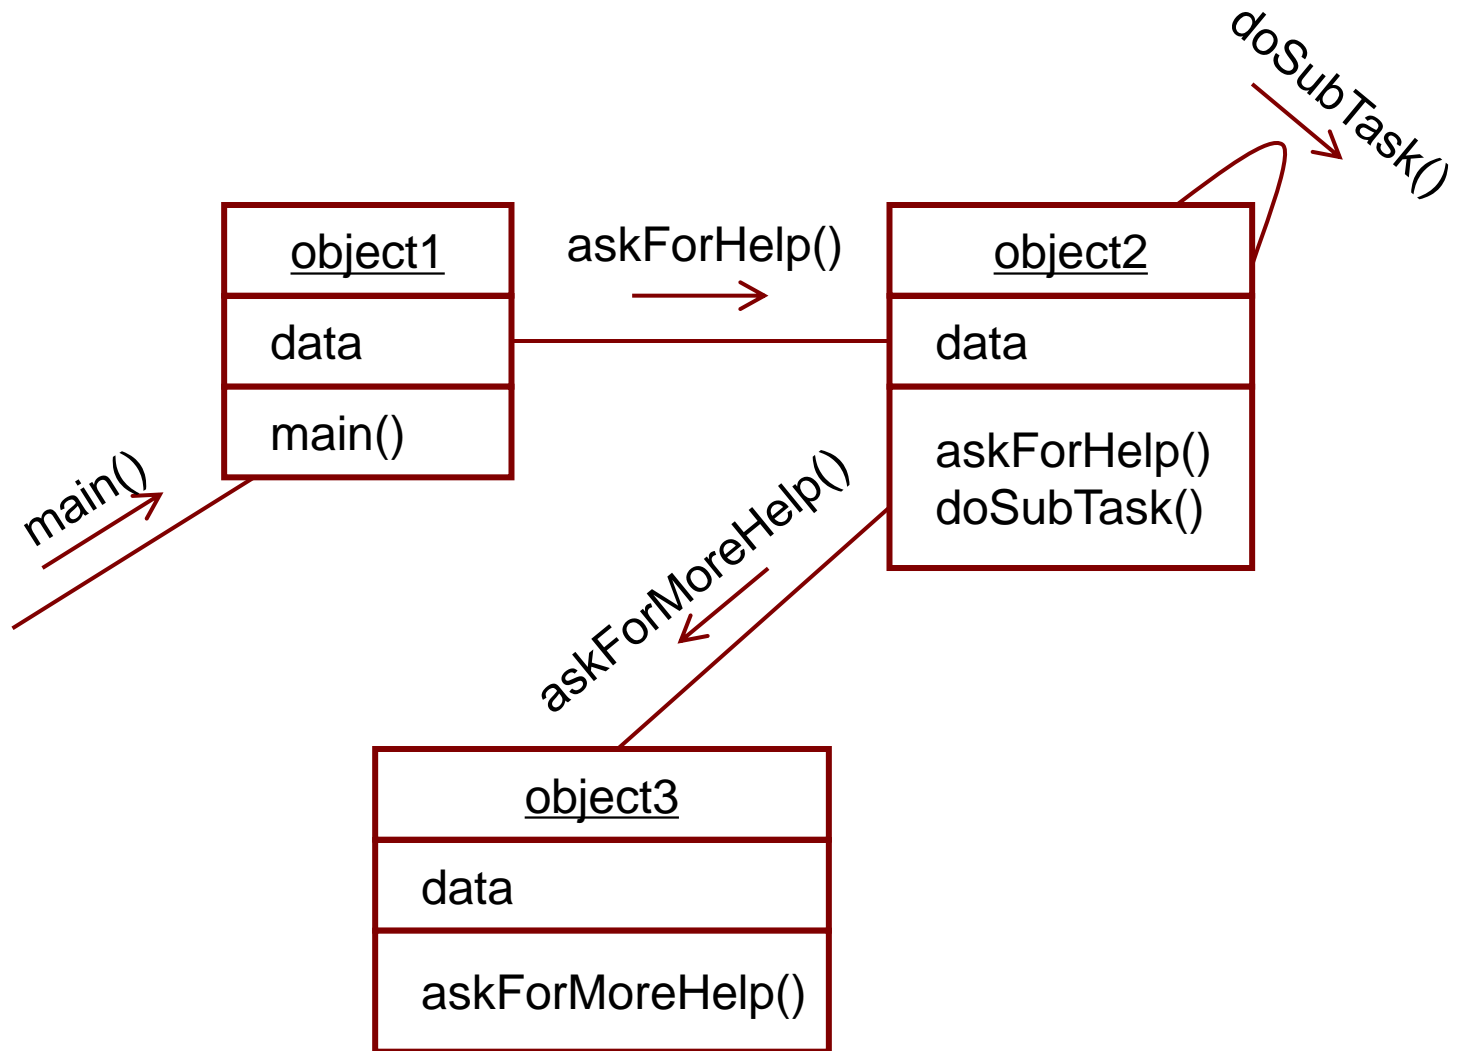 doSubTask()
object1
askForHelp()
object2
data
data
main()
askForHelp()
doSubTask()
main()
askForMoreHelp()
object3
data
askForMoreHelp()